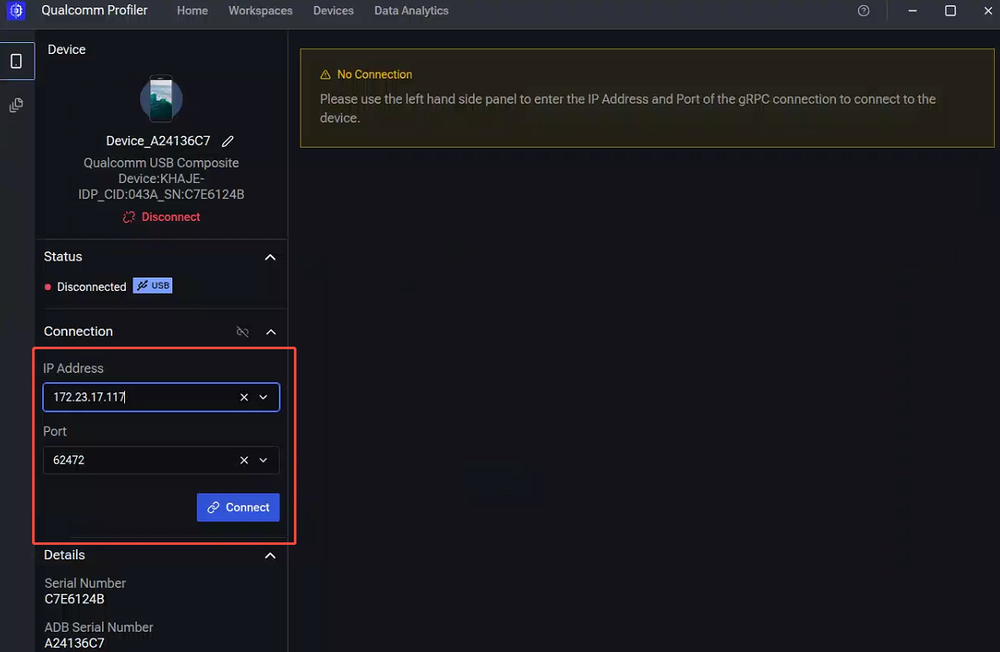 Qualcomm Profiler Home Workspaces Devices Data Analytics
Device
Device_A24136C7
Qualcomm USB Composite
Device:KHAJE-
IDP_CID:043A_SN:C7E6124B
Disconnect
Status
Disconnected USB
Connection
IP Address
172.23.17.117
Port
62472
Connect
Details
Serial Number
C7E6124B
ADB Serial Number
A24136C7
No Connection
Please use the left hand side panel to enter the IP Address and Port of the gRPC connection to connect to the
device.